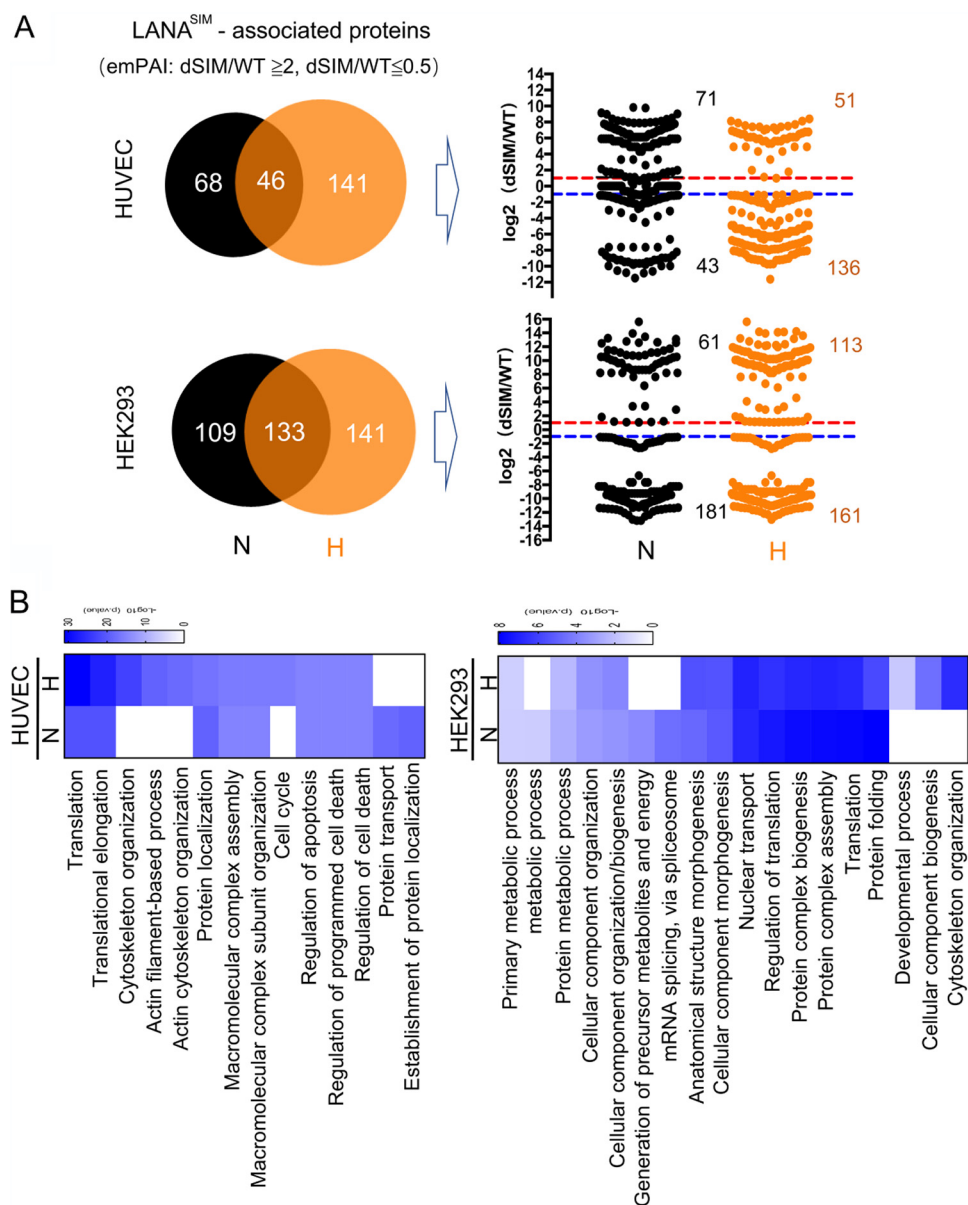 A
LANA^SIM - associated proteins
(emPAI: dSIM/WT ≧2, dSIM/WT≦0.5)
HUVEC
68
46
141
log2 (dSIM/WT)
14
12
10
8
6
4
2
0
-2
-4
-6
-8
-10
-12
71
51
43
136
HEK293
109
133
141
N
H
log2 (dSIM/WT)
16
14
12
10
8
6
4
2
1
0
-2
-4
-6
-8
-10
-12
-14
-16
61
113
181
161
N
H
B
-Log10 (p.value)
30
20
10
0
HUVEC
H
N
Translation
Translational elongation
Cytoskeleton organization
Actin filament-based process
Actin cytoskeleton organization
Protein localization
Macromolecular complex assembly
Macromolecular complex subunit organization
Cell cycle
Regulation of apoptosis
Regulation of programmed cell death
Regulation of cell death
Protein transport
Establishment of protein localization
-Log10 (p.value)
8
6
4
2
0
HEK293
H
N
Primary metabolic process
metabolic process
Protein metabolic process
Cellular component organization
Cellular component organization/biogenesis
Generation of precursor metabolites and energy
mRNA splicing, via spliceosome
Anatomical structure morphogenesis
Cellular component morphogenesis
Nuclear transport
Regulation of translation
Protein complex biogenesis
Protein complex assembly
Translation
Protein folding
Developmental process
Cellular component biogenesis
Cytoskeleton organization